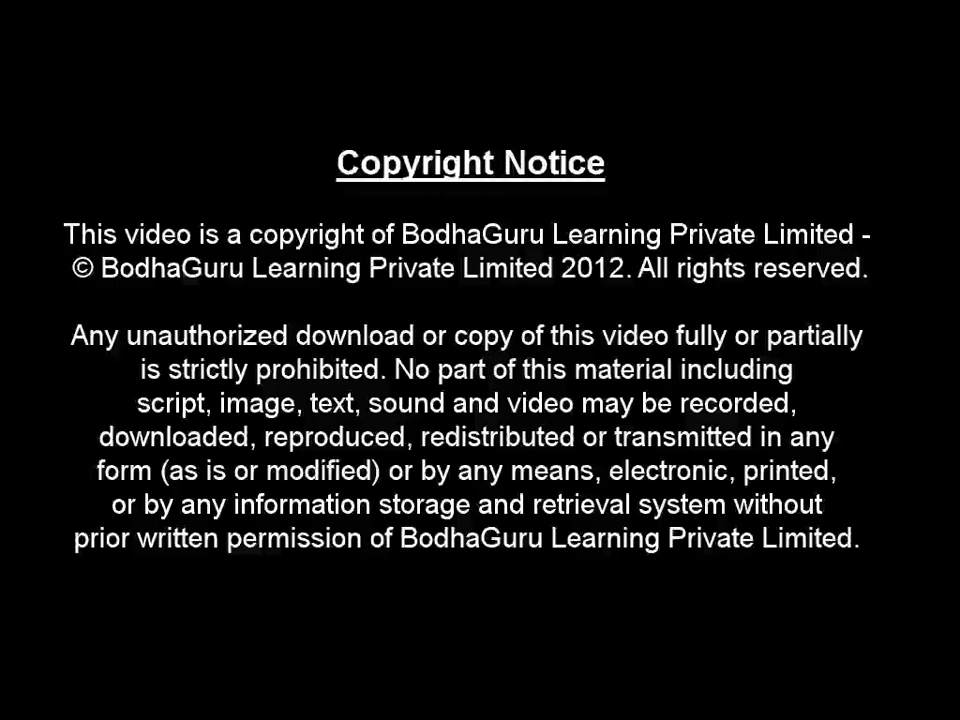 Copyright Notice
This video is a copyright of BodhaGuru Learning Private Limited -
© BodhaGuru Learning Private Limited 2012. All rights reserved.
Any unauthorized download or copy of this video fully or partially
is strictly prohibited. No part of this material including
script, image, text, sound and video may be recorded,
downloaded, reproduced, redistributed or transmitted in any
form (as is or modified) or by any means, electronic, printed,
or by any information storage and retrieval system without
prior written permission of BodhaGuru Learning Private Limited.